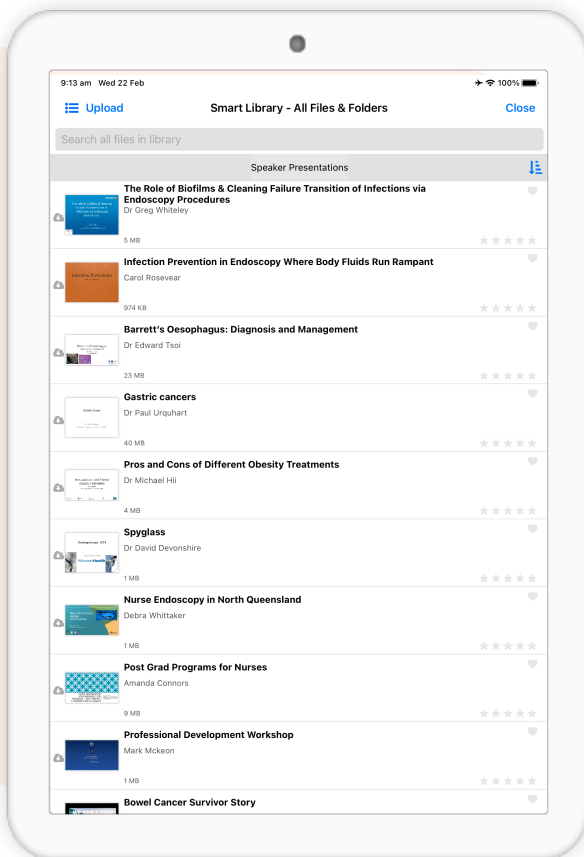 9:13 am Wed 22 Feb
100%
Upload
Smart Library - All Files & Folders
Close
Search all files in library
Speaker Presentations
The Role of Biofilms & Cleaning Failure Transition of Infections via
Endoscopy Procedures
Dr Greg Whiteley
5 MB
Infection Prevention in Endoscopy Where Body Fluids Run Rampant
Carol Rosevear
974 KB
Barrett’s Oesophagus: Diagnosis and Management
Dr Edward Tsoi
23 MB
Gastric cancers
Dr Paul Urquhart
40 MB
Pros and Cons of Different Obesity Treatments
Dr Michael Hii
4 MB
Spyglass
Dr David Devonshire
1 MB
Nurse Endoscopy in North Queensland
Debra Whittaker
1 MB
Post Grad Programs for Nurses
Amanda Connors
9 MB
Professional Development Workshop
Mark Mckeon
1 MB
Bowel Cancer Survivor Story